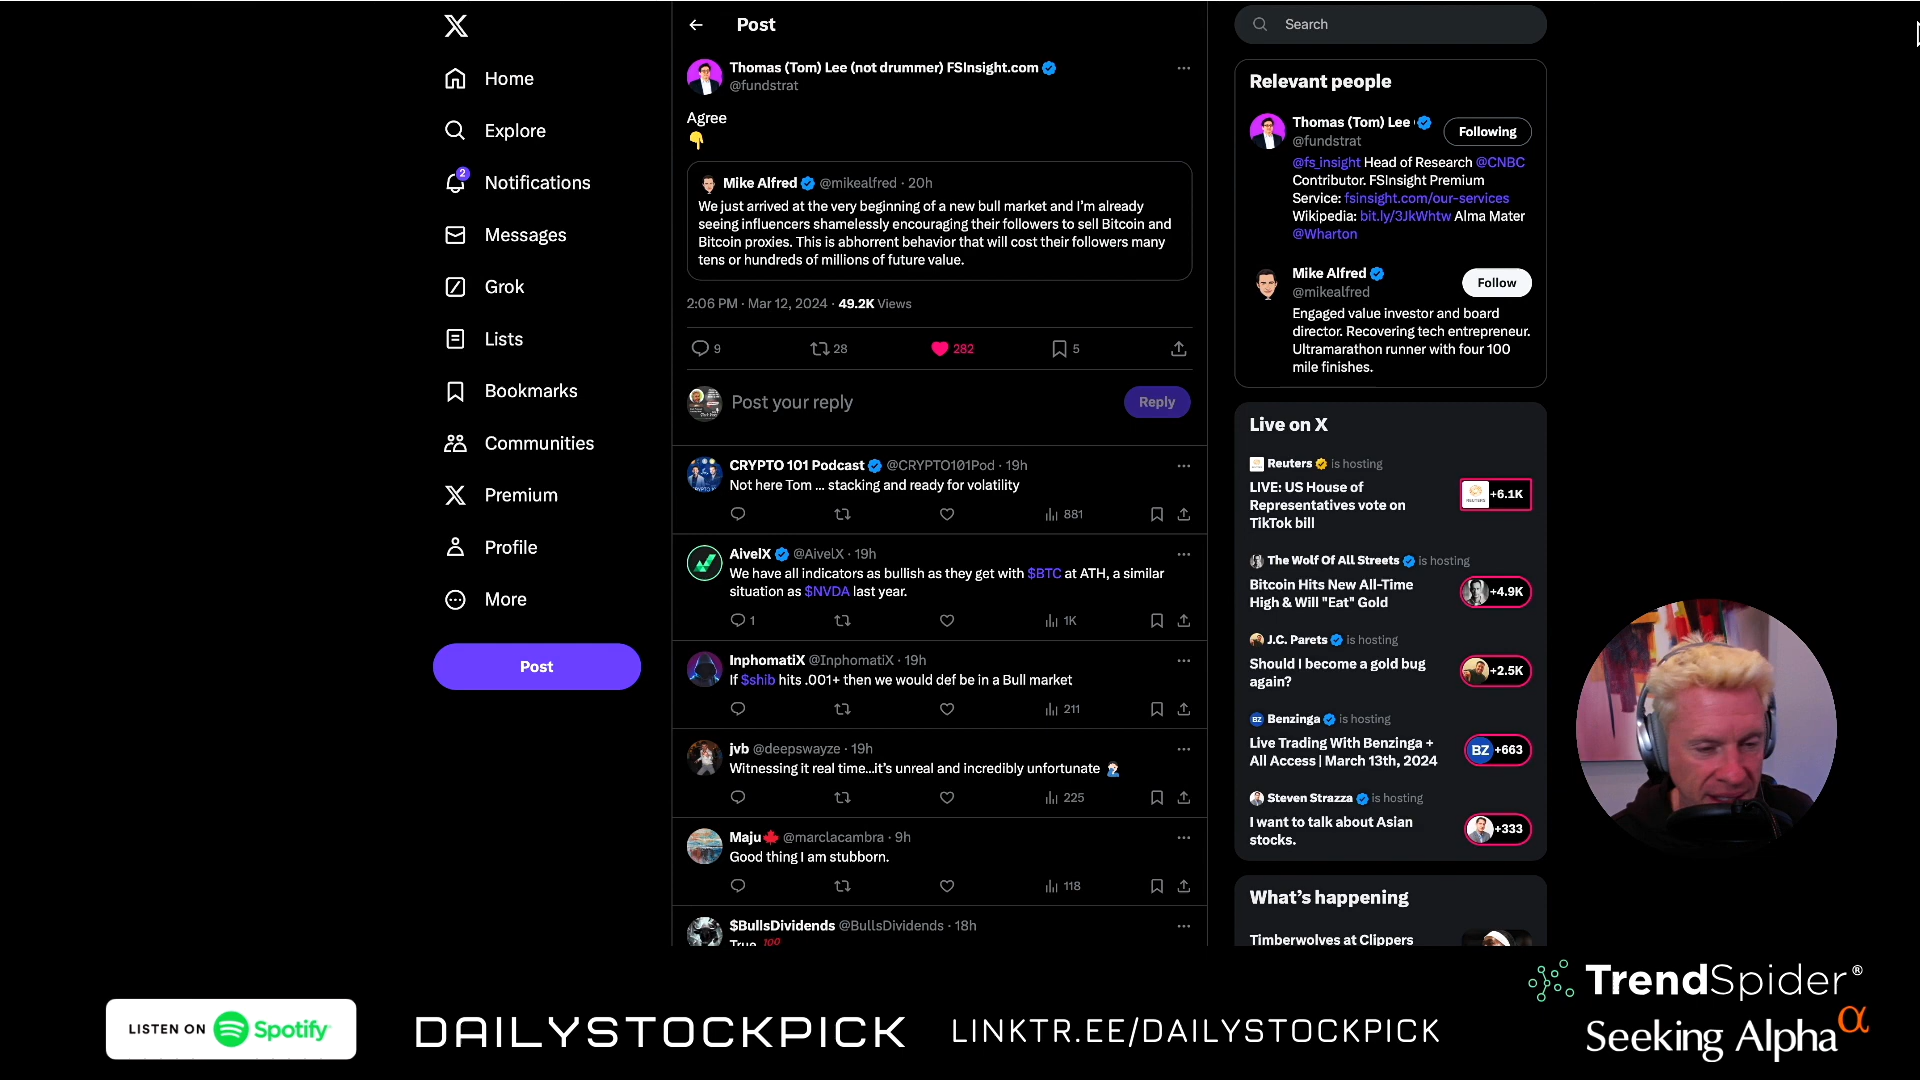 Home
Explore
2
Notifications
Messages
Grok
Lists
Bookmarks
Communities
Premium
Profile
More
Post
Post
Thomas (Tom) Lee (not drummer) FSInsight.com
@fundstrat
Agree
Mike Alfred @mikealfred · 20h
We just arrived at the very beginning of a new bull market and I'm already
seeing influencers shamelessly encouraging their followers to sell Bitcoin and
Bitcoin proxies. This is abhorrent behavior that will cost their followers many
tens or hundreds of millions of future value.
2:06 PM · Mar 12, 2024 · 49.2K Views
9 28 282 5
Post your reply
Reply
CRYPTO 101 Podcast @CRYPTO101Pod · 19h
Not here Tom ... stacking and ready for volatility
881
AivelX @AivelX · 19h
We have all indicators as bullish as they get with $BTC at ATH, a similar
situation as $NVDA last year.
1 1K
InphomatiX @InphomatiX · 19h
If $shib hits .001+ then we would def be in a Bull market
211
jvb @deepswayze · 19h
Witnessing it real time...it's unreal and incredibly unfortunate
225
Maju @marclacambra · 9h
Good thing I am stubborn.
118
$BullsDividends @BullsDividends · 18h
True 100
Search
Relevant people
Thomas (Tom) Lee
@fundstrat
Following
@fs_insight Head of Research @CNBC
Contributor. FSInsight Premium
Service: fsinsight.com/our-services
Wikipedia: bit.ly/3JkWhtw Alma Mater
@Wharton
Mike Alfred
@mikealfred
Follow
Engaged value investor and board
director. Recovering tech entrepreneur.
Ultramarathon runner with four 100
mile finishes.
Live on X
Reuters is hosting
LIVE: US House of
Representatives vote on
TikTok bill
+6.1K
The Wolf Of All Streets is hosting
Bitcoin Hits New All-Time
High & Will "Eat" Gold
+4.9K
J.C. Parets is hosting
Should I become a gold bug
again?
+2.5K
BZ Benzinga is hosting
Live Trading With Benzinga +
All Access | March 13th, 2024
BZ +663
Steven Strazza is hosting
I want to talk about Asian
stocks.
+333
What's happening
Timberwolves at Clippers
LISTEN ON Spotify
DAILYSTOCKPICK
LINKTR.EE/DAILYSTOCKPICK
TrendSpider®
Seeking Alpha α